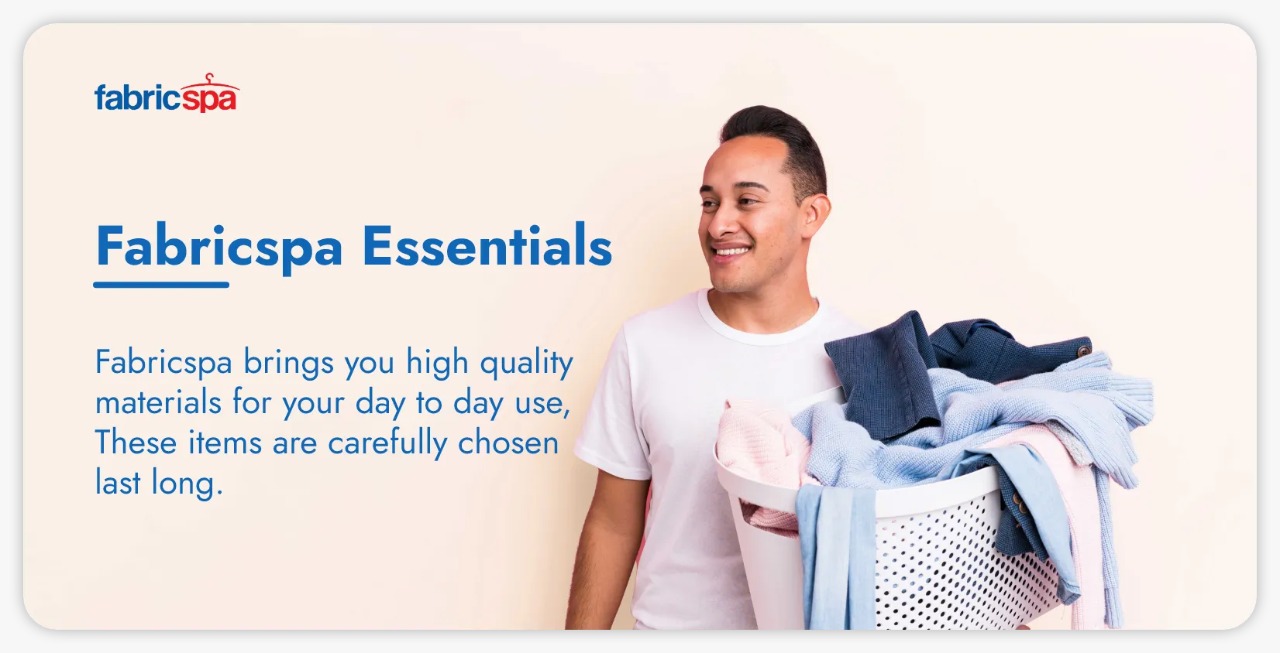 fabricspa
Fabricspa Essentials
Fabricspa brings you high quality
materials for your day to day use,
These items are carefully chosen
last long.